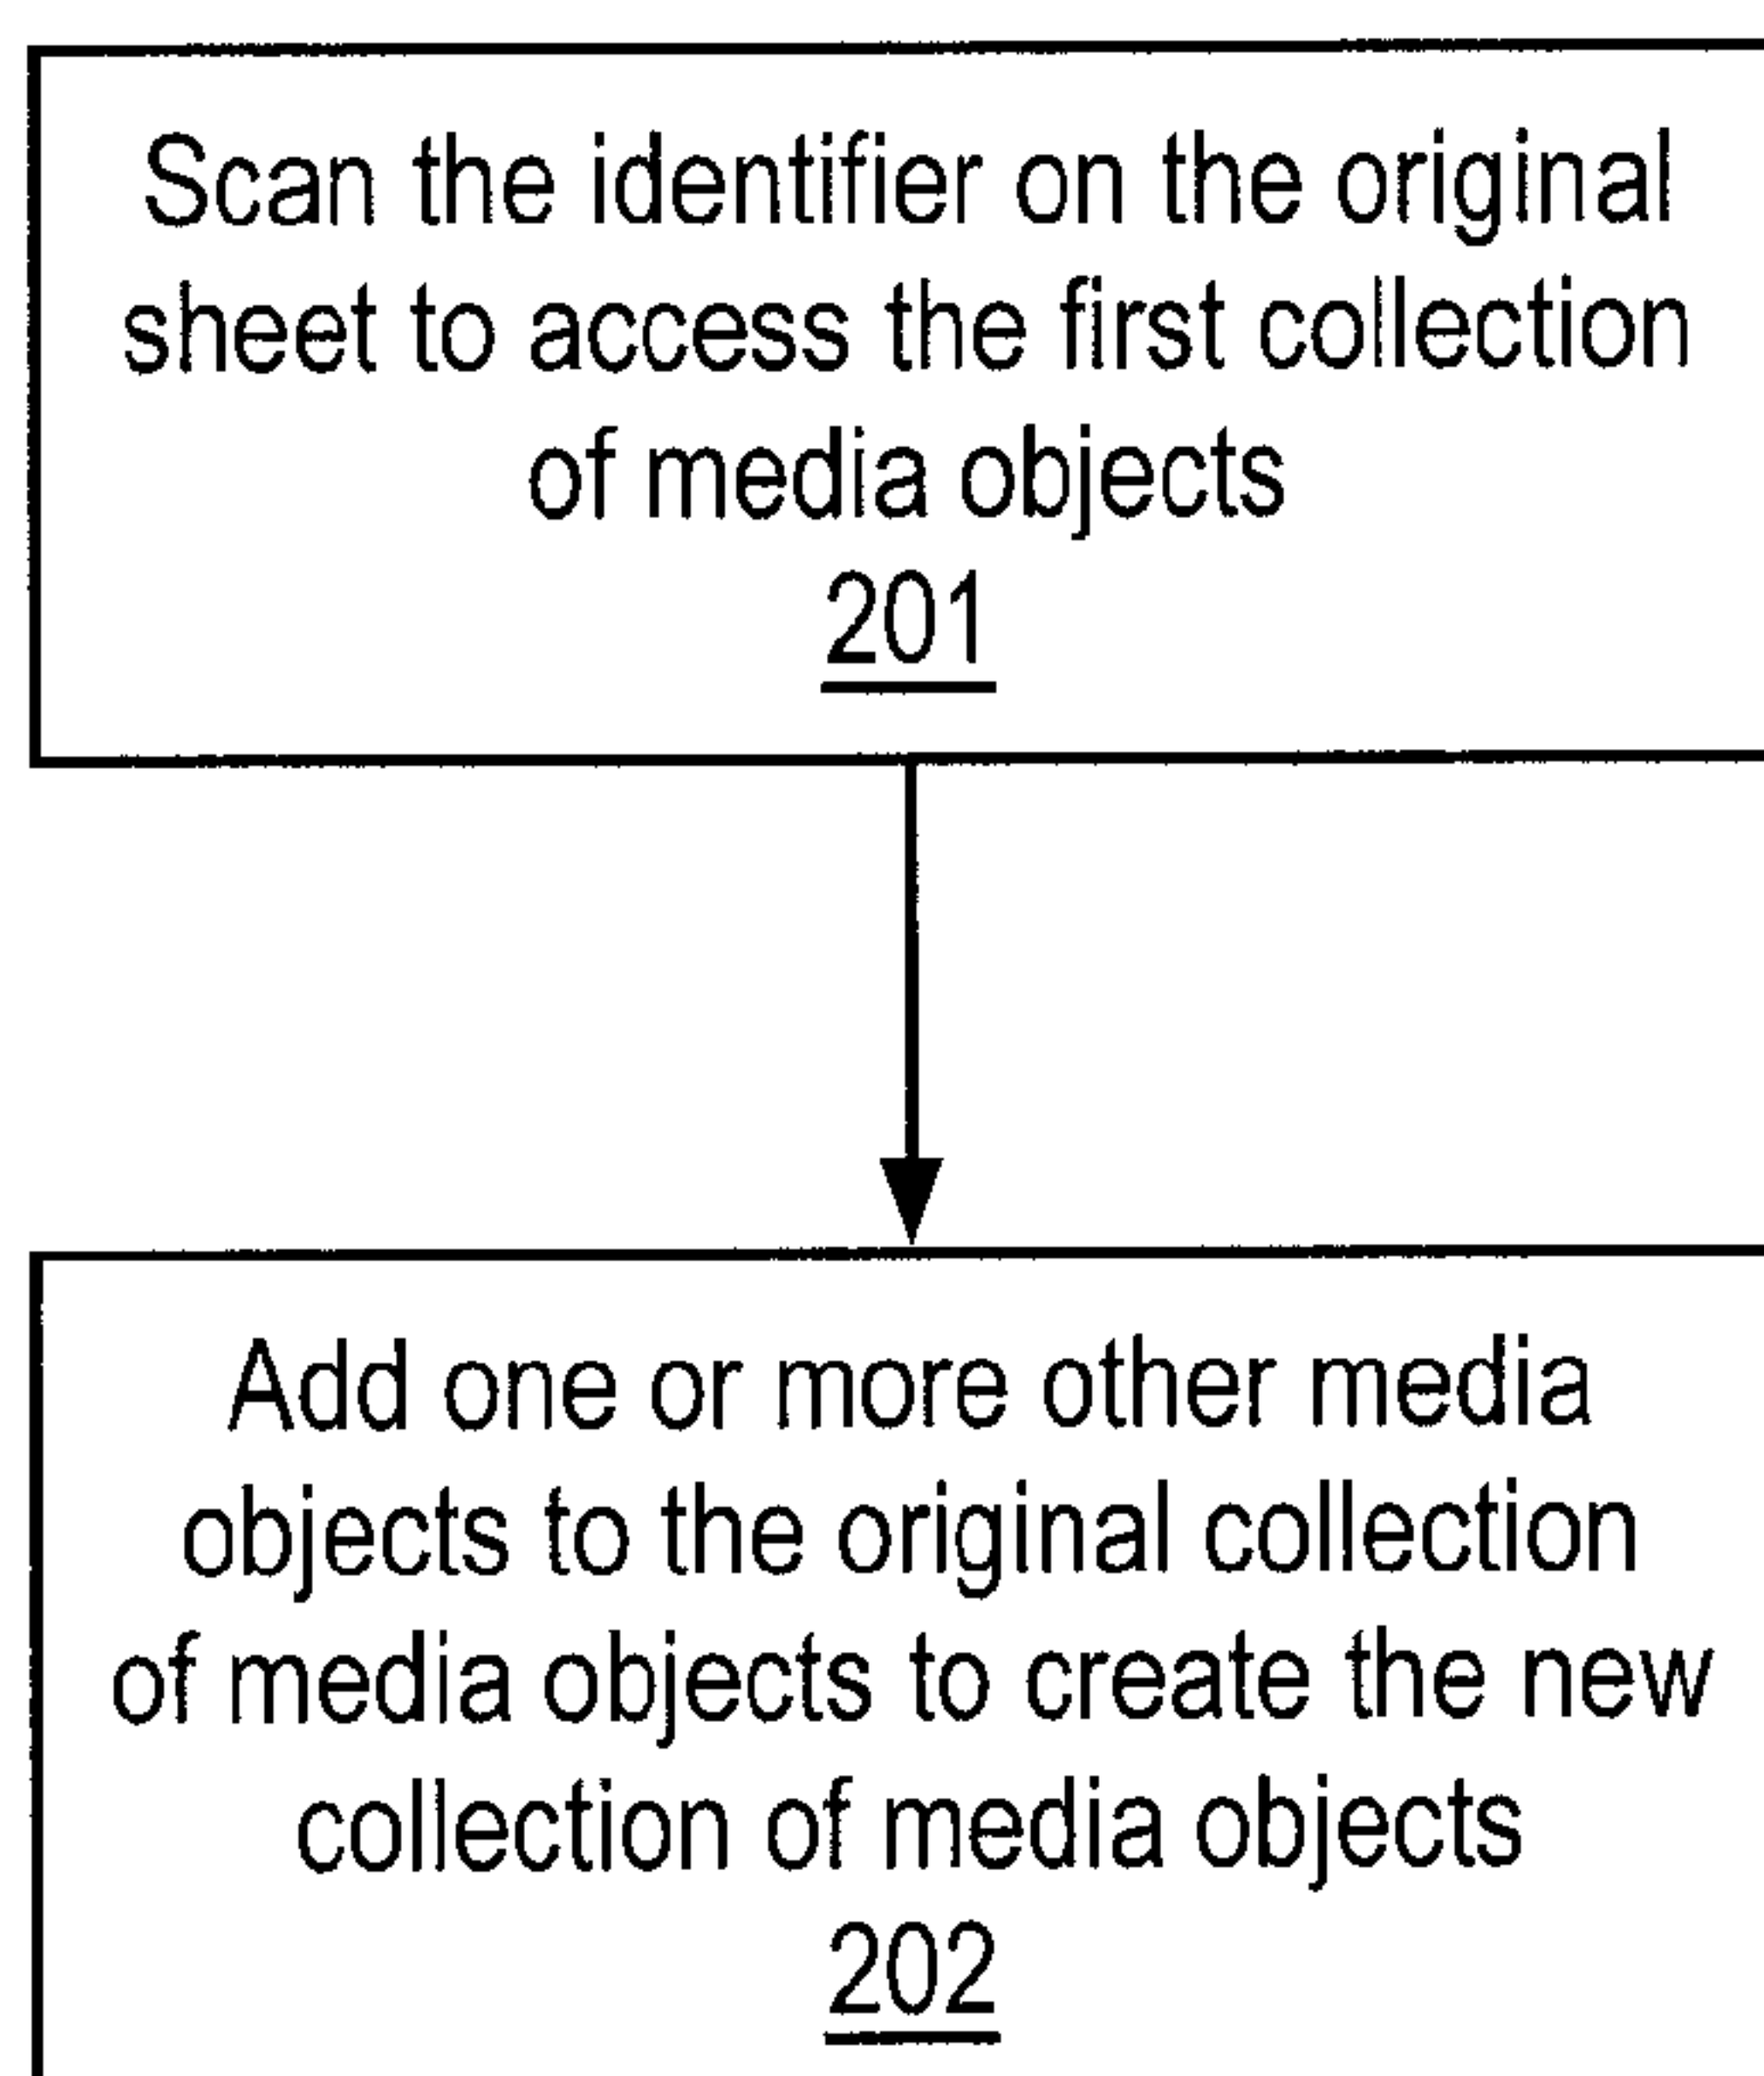 Scan the identifier on the original
sheet to access the first collection
of media objects
201
Add one or more other media
objects to the original collection
of media objects to create the new
collection of media objects
202